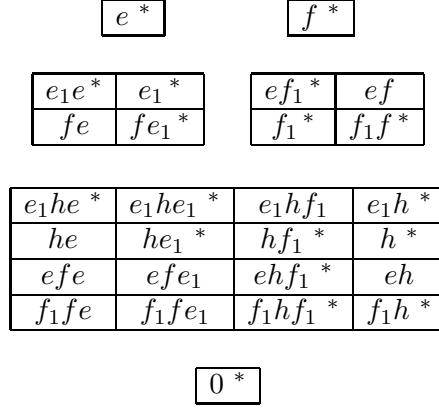 e * f *
e₁e * e₁ * ef₁ * ef
fe fe₁ * f₁ * f₁f *
e₁he * e₁he₁ * e₁hf₁ e₁h *
he he₁ * hf₁ * h *
efe efe₁ ehf₁ * eh
f₁fe f₁fe₁ f₁hf₁ * f₁h *
0 *